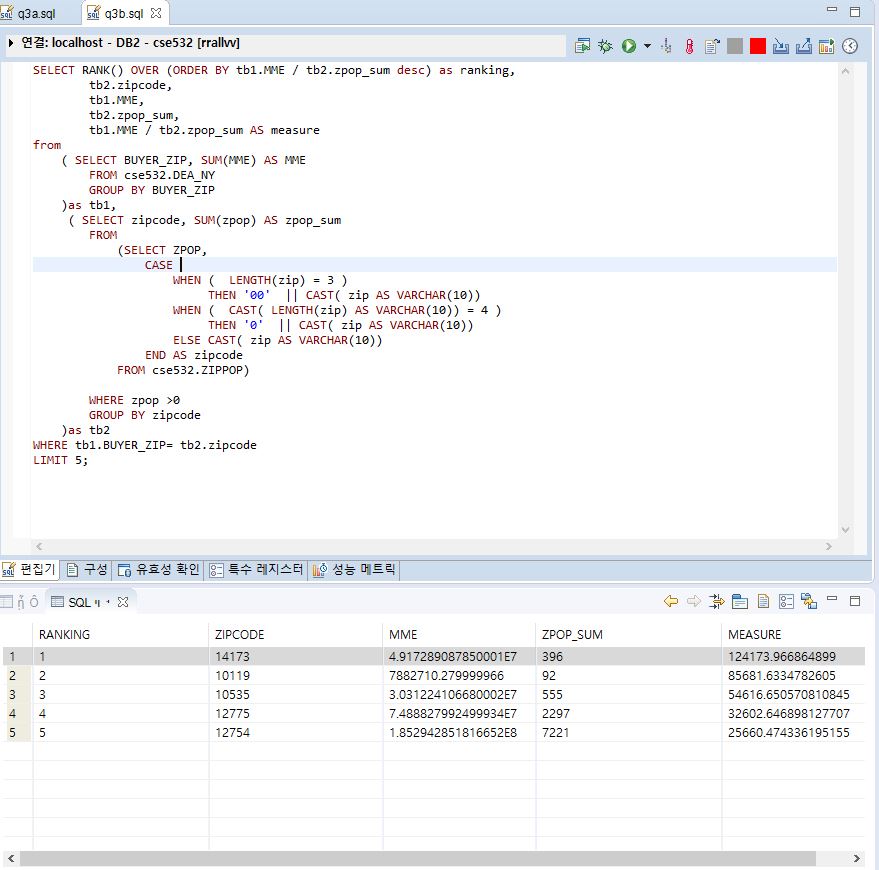 q3a.sql q3b.sql
연결: localhost - DB2 - cse532 [rrallvv]
SELECT RANK() OVER (ORDER BY tb1.MME / tb2.zpop_sum desc) as ranking,
tb2.zipcode,
tb1.MME,
tb2.zpop_sum,
tb1.MME / tb2.zpop_sum AS measure
from
( SELECT BUYER_ZIP, SUM(MME) AS MME
FROM cse532.DEA_NY
GROUP BY BUYER_ZIP
)as tb1,
( SELECT zipcode, SUM(zpop) AS zpop_sum
FROM
(SELECT ZPOP,
CASE
WHEN (  LENGTH(zip) = 3 )
THEN '00'  || CAST( zip AS VARCHAR(10))
WHEN (  CAST( LENGTH(zip) AS VARCHAR(10)) = 4 )
THEN '0'  || CAST( zip AS VARCHAR(10))
ELSE CAST( zip AS VARCHAR(10))
END AS zipcode
FROM cse532.ZIPPOP)
WHERE zpop >0
GROUP BY zipcode
)as tb2
WHERE tb1.BUYER_ZIP= tb2.zipcode
LIMIT 5;
편집기 구성 유효성 확인 특수 레지스터 성능 메트릭
SQL
RANKING ZIPCODE MME ZPOP_SUM MEASURE
1 1 14173 4.917289087850001E7 396 124173.966864899
2 2 10119 7882710.279999966 92 85681.6334782605
3 3 10535 3.031224106680002E7 555 54616.650570810845
4 4 12775 7.488827992499934E7 2297 32602.646898127707
5 5 12754 1.852942851816652E8 7221 25660.474336195155